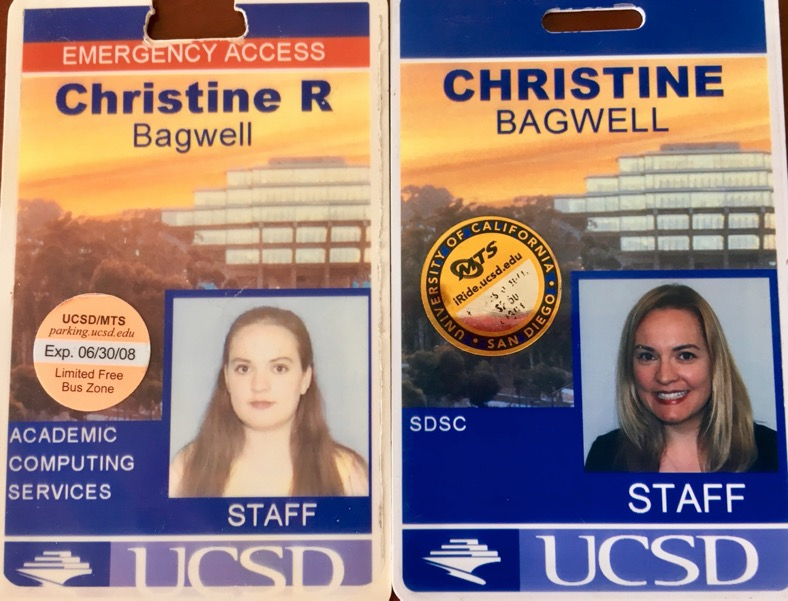 EMERGENCY ACCESS
Christine R
Bagwell
UCSD/MTS
parking.ucsd.edu
Exp. 06/30/08
Limited Free
Bus Zone
ACADEMIC
COMPUTING
SERVICES
STAFF
UCSD
CHRISTINE
BAGWELL
UNIVERSITY OF CALIFORNIA
MTS
iRide.ucsd.edu
SAN DIEGO
SDSC
STAFF
UCSD